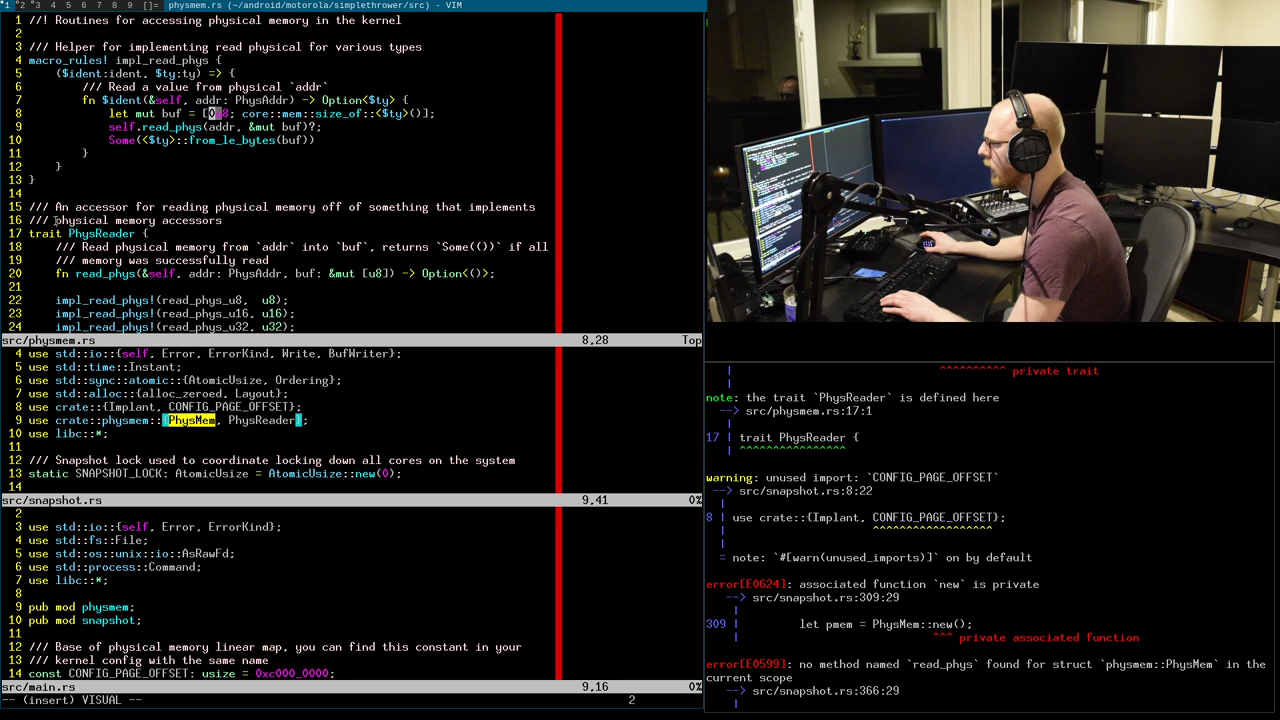 1 2 3 4 5 6 7 8 9 []= physmem.rs (~/android/motorola/simplethrower/src) - VIM
1 //! Routines for accessing physical memory in the kernel
2
3 /// Helper for implementing read physical for various types
4 macro_rules! impl_read_phys {
5 ($ident:ident, $ty:ty) => {
6 /// Read a value from physical `addr`
7 fn $ident(&self, addr: PhysAddr) -> Option<$ty> {
8 let mut buf = [0 8; core::mem::size_of::<$ty>()];
9 self.read_phys(addr, &mut buf)?;
10 Some(<$ty>::from_le_bytes(buf))
11 }
12 }
13 }
14
15 /// An accessor for reading physical memory off of something that implements
16 /// physical memory accessors
17 trait PhysReader {
18 /// Read physical memory from `addr` into `buf`, returns `Some(())` if all
19 /// memory was successfully read
20 fn read_phys(&self, addr: PhysAddr, buf: &mut [u8]) -> Option<()>;
21
22 impl_read_phys!(read_phys_u8, u8);
23 impl_read_phys!(read_phys_u16, u16);
24 impl_read_phys!(read_phys_u32, u32);
src/physmem.rs 8,28 Top
4 use std::io::{self, Error, ErrorKind, Write, BufWriter};
5 use std::time::Instant;
6 use std::sync::atomic::{AtomicUsize, Ordering};
7 use std::alloc::{alloc_zeroed, Layout};
8 use crate::{Implant, CONFIG_PAGE_OFFSET};
9 use crate::physmem::{PhysMem, PhysReader};
10 use libc::*;
11
12 /// Snapshot lock used to coordinate locking down all cores on the system
13 static SNAPSHOT_LOCK: AtomicUsize = AtomicUsize::new(0);
14
src/snapshot.rs 9,41 0%
2
3 use std::io::{self, Error, ErrorKind};
4 use std::fs::File;
5 use std::os::unix::io::AsRawFd;
6 use std::process::Command;
7 use libc::*;
8
9 pub mod physmem;
10 pub mod snapshot;
11
12 /// Base of physical memory linear map, you can find this constant in your
13 /// kernel config with the same name
14 const CONFIG_PAGE_OFFSET: usize = 0xc000_0000;
src/main.rs 9,16 0%
-- (insert) VISUAL -- 2
| ^^^^^^^^^^ private trait
|
note: the trait `PhysReader` is defined here
--> src/physmem.rs:17:1
|
17 | trait PhysReader {
| ^^^^^^^^^^^^^^^^
warning: unused import: `CONFIG_PAGE_OFFSET`
--> src/snapshot.rs:8:22
|
8 | use crate::{Implant, CONFIG_PAGE_OFFSET};
| ^^^^^^^^^^^^^^^^^^
|
= note: `#[warn(unused_imports)]` on by default
error[E0624]: associated function `new` is private
--> src/snapshot.rs:309:29
|
309 | let pmem = PhysMem::new();
| ^^^ private associated function
error[E0599]: no method named `read_phys` found for struct `physmem::PhysMem` in the
current scope
--> src/snapshot.rs:366:29
|